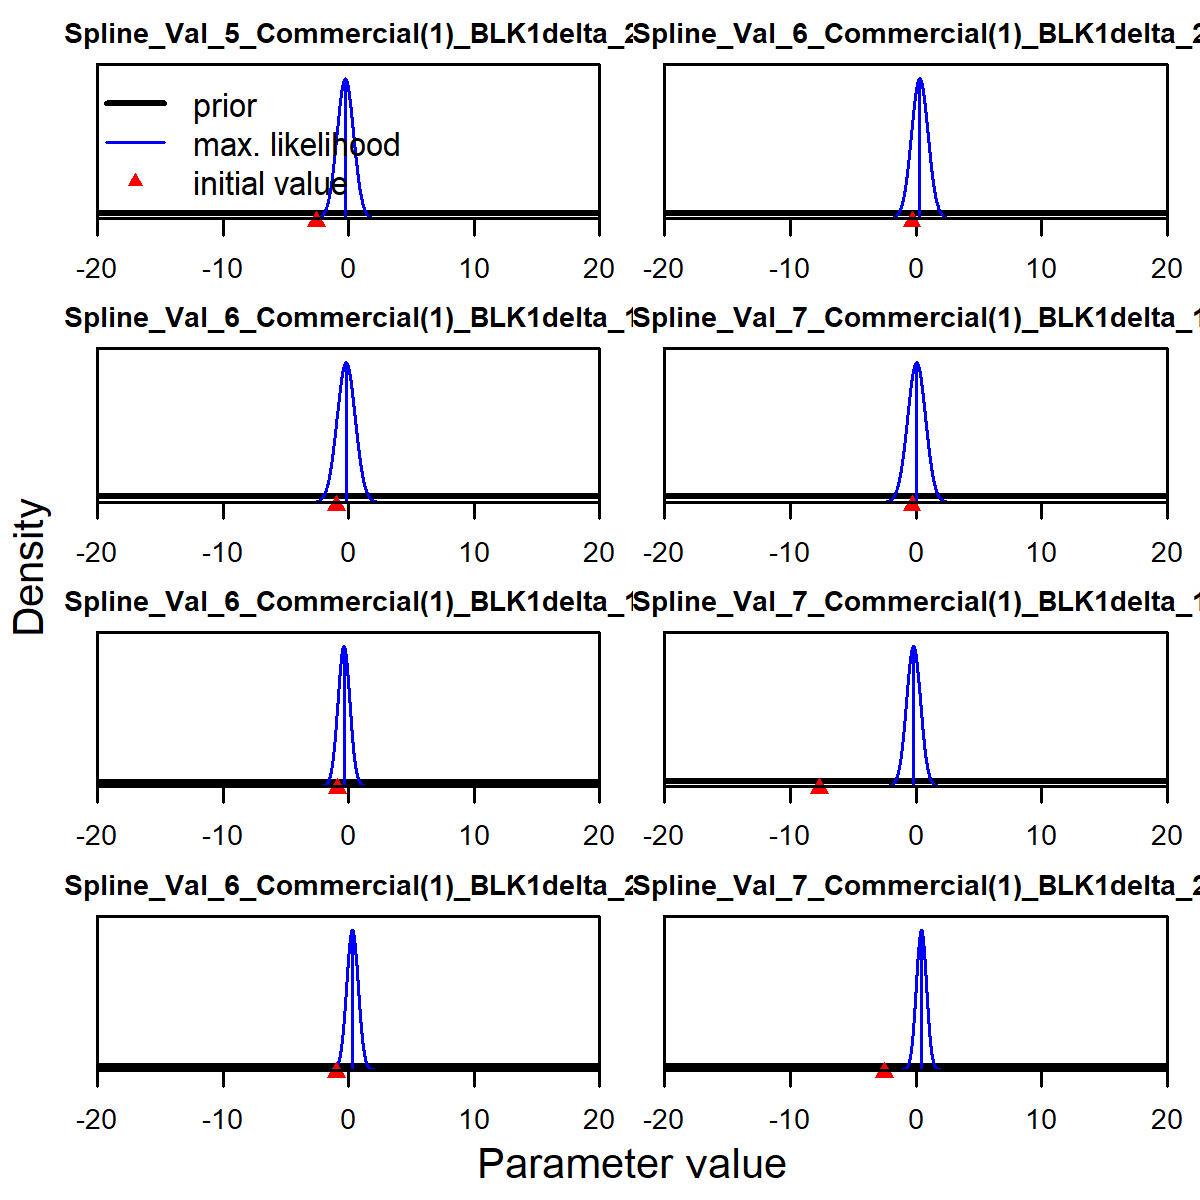 Spline_Val_5_Commercial(1)_BLK1delta_2
Spline_Val_6_Commercial(1)_BLK1delta_2
prior
max. likelihood
initial value
-20 -10 0 10 20
-20 -10 0 10 20
Spline_Val_6_Commercial(1)_BLK1delta_1
Spline_Val_7_Commercial(1)_BLK1delta_1
-20 -10 0 10 20
-20 -10 0 10 20
Spline_Val_6_Commercial(1)_BLK1delta_1
Spline_Val_7_Commercial(1)_BLK1delta_1
-20 -10 0 10 20
-20 -10 0 10 20
Spline_Val_6_Commercial(1)_BLK1delta_2
Spline_Val_7_Commercial(1)_BLK1delta_2
-20 -10 0 10 20
-20 -10 0 10 20
Density
Parameter value